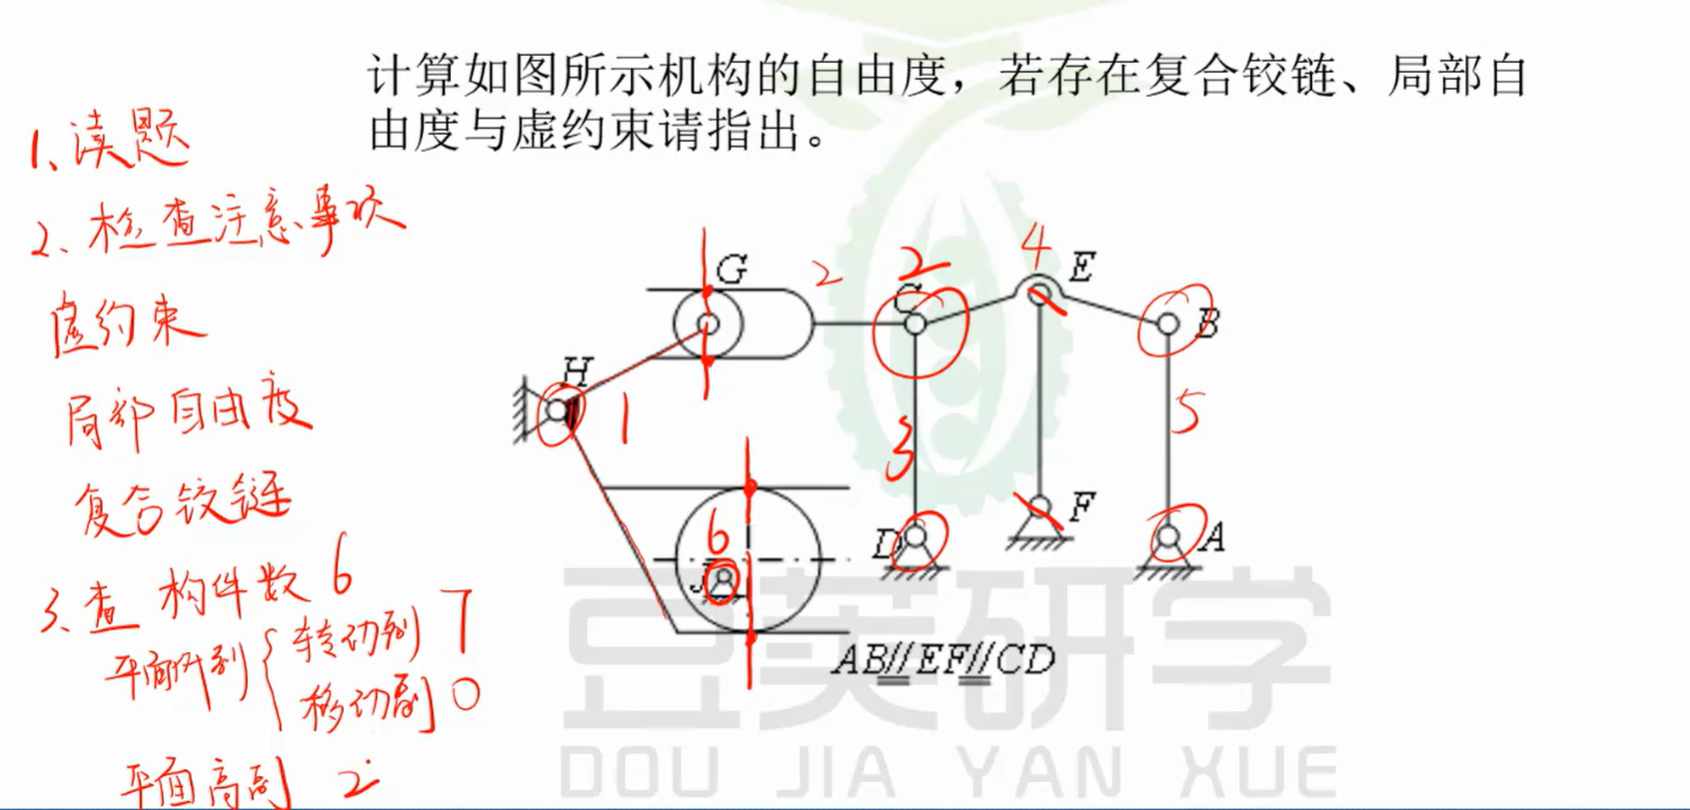 计算如图所示机构的自由度，若存在复合铰链、局部自
由度与虚约束请指出。
1、读题
2、检查注意事项
虚约束
局部自由度
复合铰链
3、查构件数 6
平面低副 { 转动副 7
移动副 0
平面高副 2
G
2
2
C
4
E
B
H
1
3
5
6
J
D
F
A
AB//EF//CD
豆芙研学
DOU JIA YAN XUE